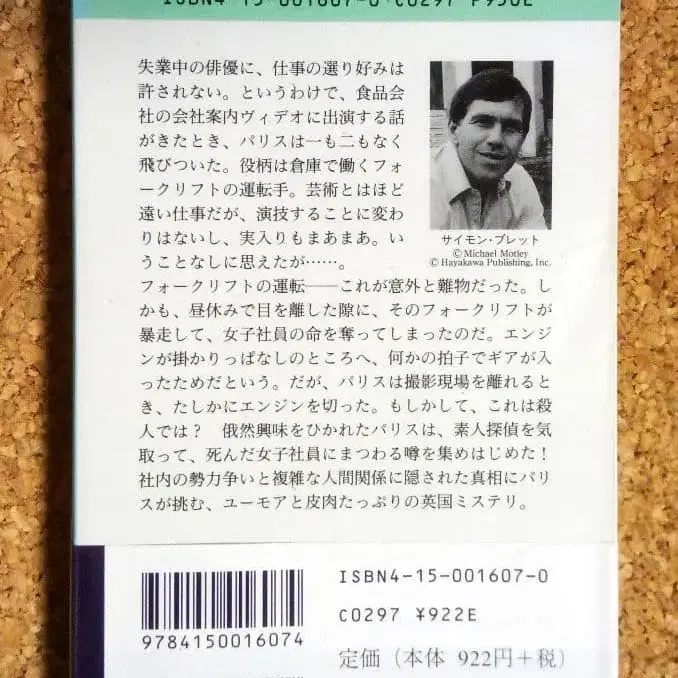 ISBN4-15-001607-0 C0297 P950E
失業中の俳優に、仕事の選り好みは
許されない。というわけで、食品会
社の会社案内ヴィデオに出演する話
がきたとき、パリスは一も二もなく
飛びついた。役柄は倉庫で働くフォ
ークリフトの運転手。芸術とはほど
遠い仕事だが、演技することに変わ
りはないし、実入りもまあまあ。い
うことなしに思えたが……。
サイモン・ブレット
© Michael Motley
© Hayakawa Publishing, Inc.
フォークリフトの運転――これが意外と難物だった。し
かも、昼休みで目を離した隙に、そのフォークリフトが
暴走して、女子社員の命を奪ってしまったのだ。エンジ
ンが掛かりっぱなしのところへ、何かの拍子でギアが入
ったためだという。だが、パリスは撮影現場を離れると
き、たしかにエンジンを切った。もしかして、これは殺
人では？　俄然興味をひかれたパリスは、素人探偵を気
取って、死んだ女子社員にまつわる噂を集めはじめた！
社内の勢力争いと複雑な人間関係に隠された真相にパリ
スが挑む、ユーモアと皮肉たっぷりの英国ミステリ。
ISBN4-15-001607-0
C0297 ¥922E
9784150016074
定価（本体 922円＋税）